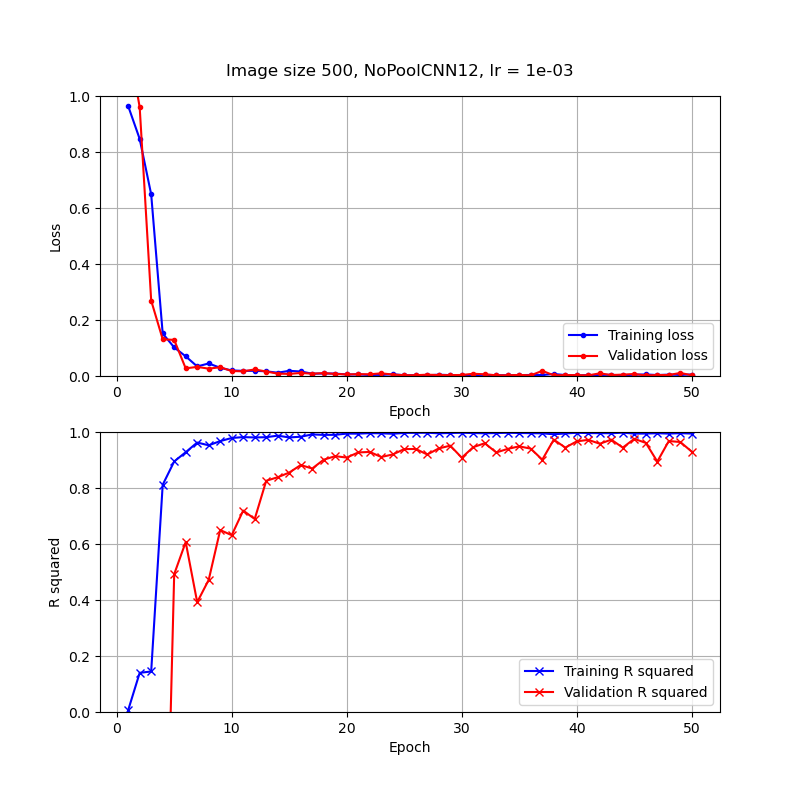 Image size 500, NoPoolCNN12, lr = 1e-03
1.0
0.8
0.6
0.4
0.2
0.0
Loss
Training loss
Validation loss
0 10 20 30 40 50
Epoch
1.0
0.8
0.6
0.4
0.2
0.0
R squared
Training R squared
Validation R squared
0 10 20 30 40 50
Epoch